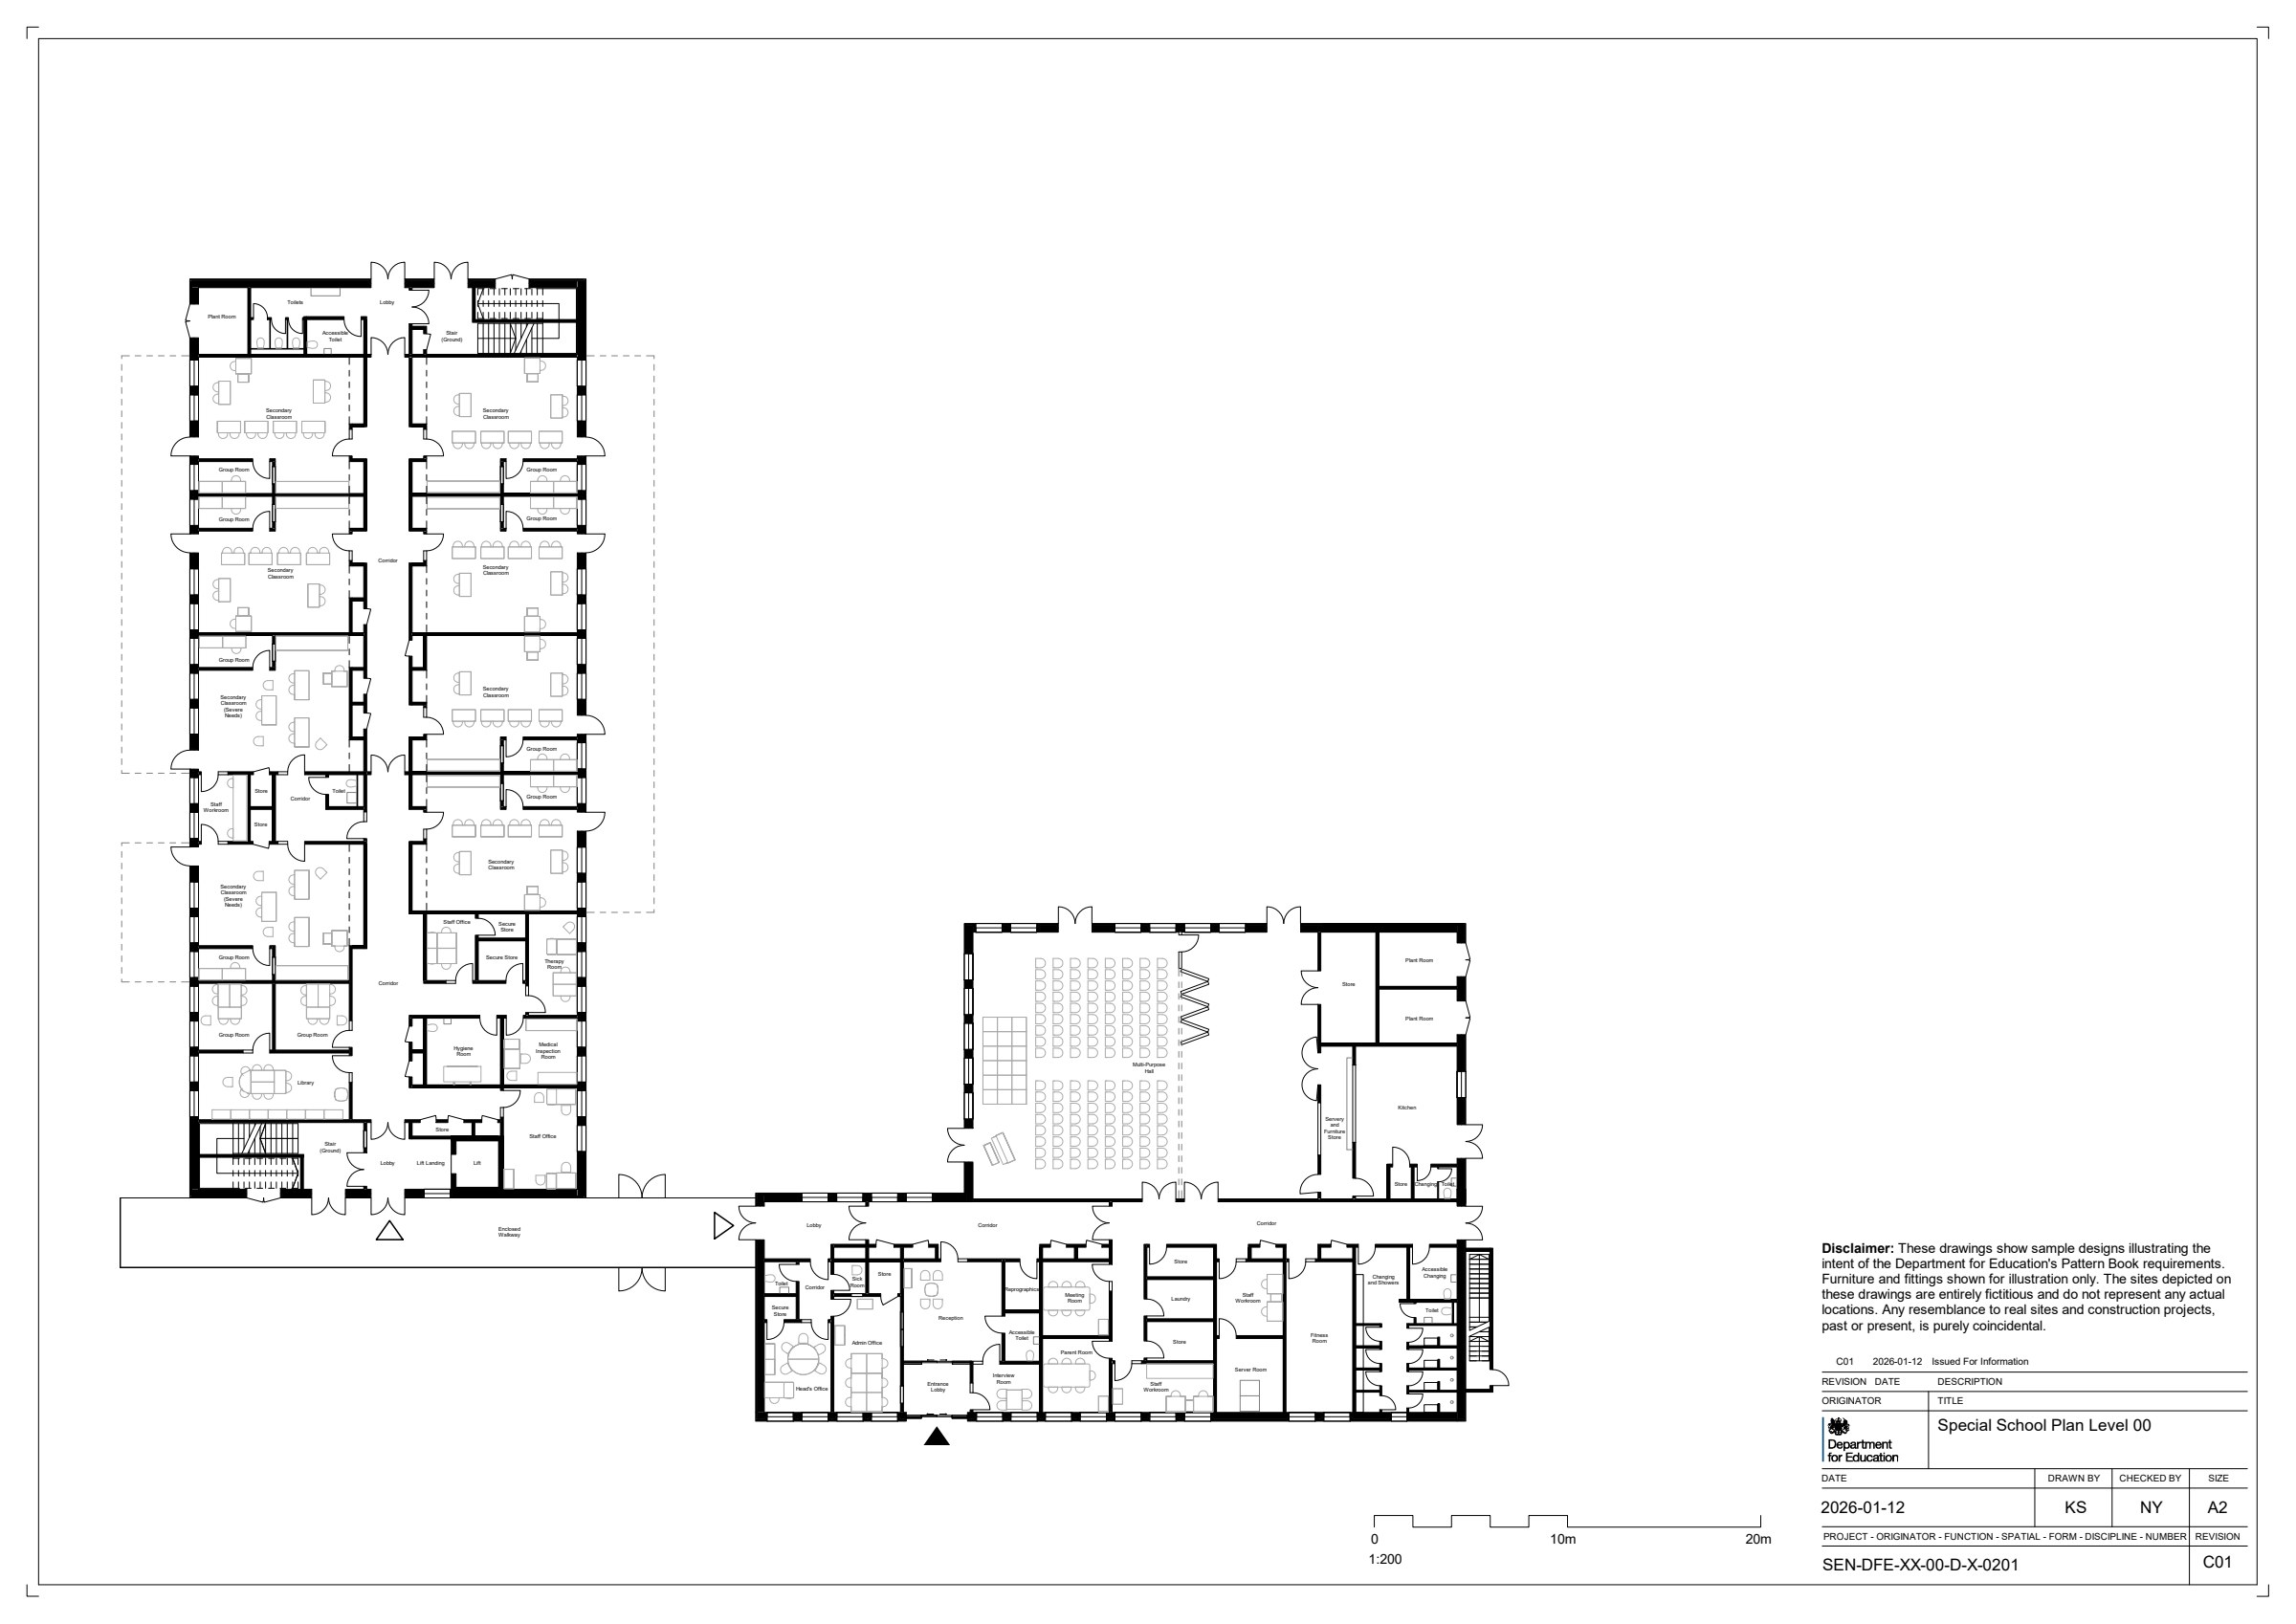 Toilets
Lobby
Plant Room
Accessible
Toilet
Stair
(Ground)
Secondary
Classroom
Secondary
Classroom
Group Room
Group Room
Group Room
Group Room
Corridor
Secondary
Classroom
Secondary
Classroom
Group Room
Secondary
Classroom
(Severe
Needs)
Secondary
Classroom
Group Room
Staff
Workroom
Store
Corridor
Toilet
Store
Group Room
Secondary
Classroom
(Severe
Needs)
Secondary
Classroom
Staff Office
Secure
Store
Secure Store
Therapy
Room
Group Room
Corridor
Group Room
Group Room
Hygiene
Room
Medical
Inspection
Room
Library
Store
Staff Office
Stair
(Ground)
Lobby
Lift Landing
Lift
Enclosed
Walkway
Multi-Purpose
Hall
Store
Plant Room
Plant Room
Servery
and
Furniture
Store
Kitchen
Store
Changing
Toilet
Lobby
Corridor
Corridor
Toilet
Corridor
Sick
Room
Store
Secure
Store
Head's Office
Admin Office
Reception
Reprographics
Accessible
Toilet
Entrance
Lobby
Interview
Room
Meeting
Room
Parent Room
Store
Laundry
Store
Staff
Workroom
Staff
Workroom
Server Room
Fitness
Room
Changing
and Showers
Accessible
Changing
Toilet
0
10m
20m
1:200
Disclaimer: These drawings show sample designs illustrating the
intent of the Department for Education's Pattern Book requirements.
Furniture and fittings shown for illustration only. The sites depicted on
these drawings are entirely fictitious and do not represent any actual
locations. Any resemblance to real sites and construction projects,
past or present, is purely coincidental.
C01 2026-01-12 Issued For Information
REVISION DATE DESCRIPTION
ORIGINATOR TITLE
Department
for Education
Special School Plan Level 00
DATE DRAWN BY CHECKED BY SIZE
2026-01-12 KS NY A2
PROJECT - ORIGINATOR - FUNCTION - SPATIAL - FORM - DISCIPLINE - NUMBER REVISION
SEN-DFE-XX-00-D-X-0201 C01